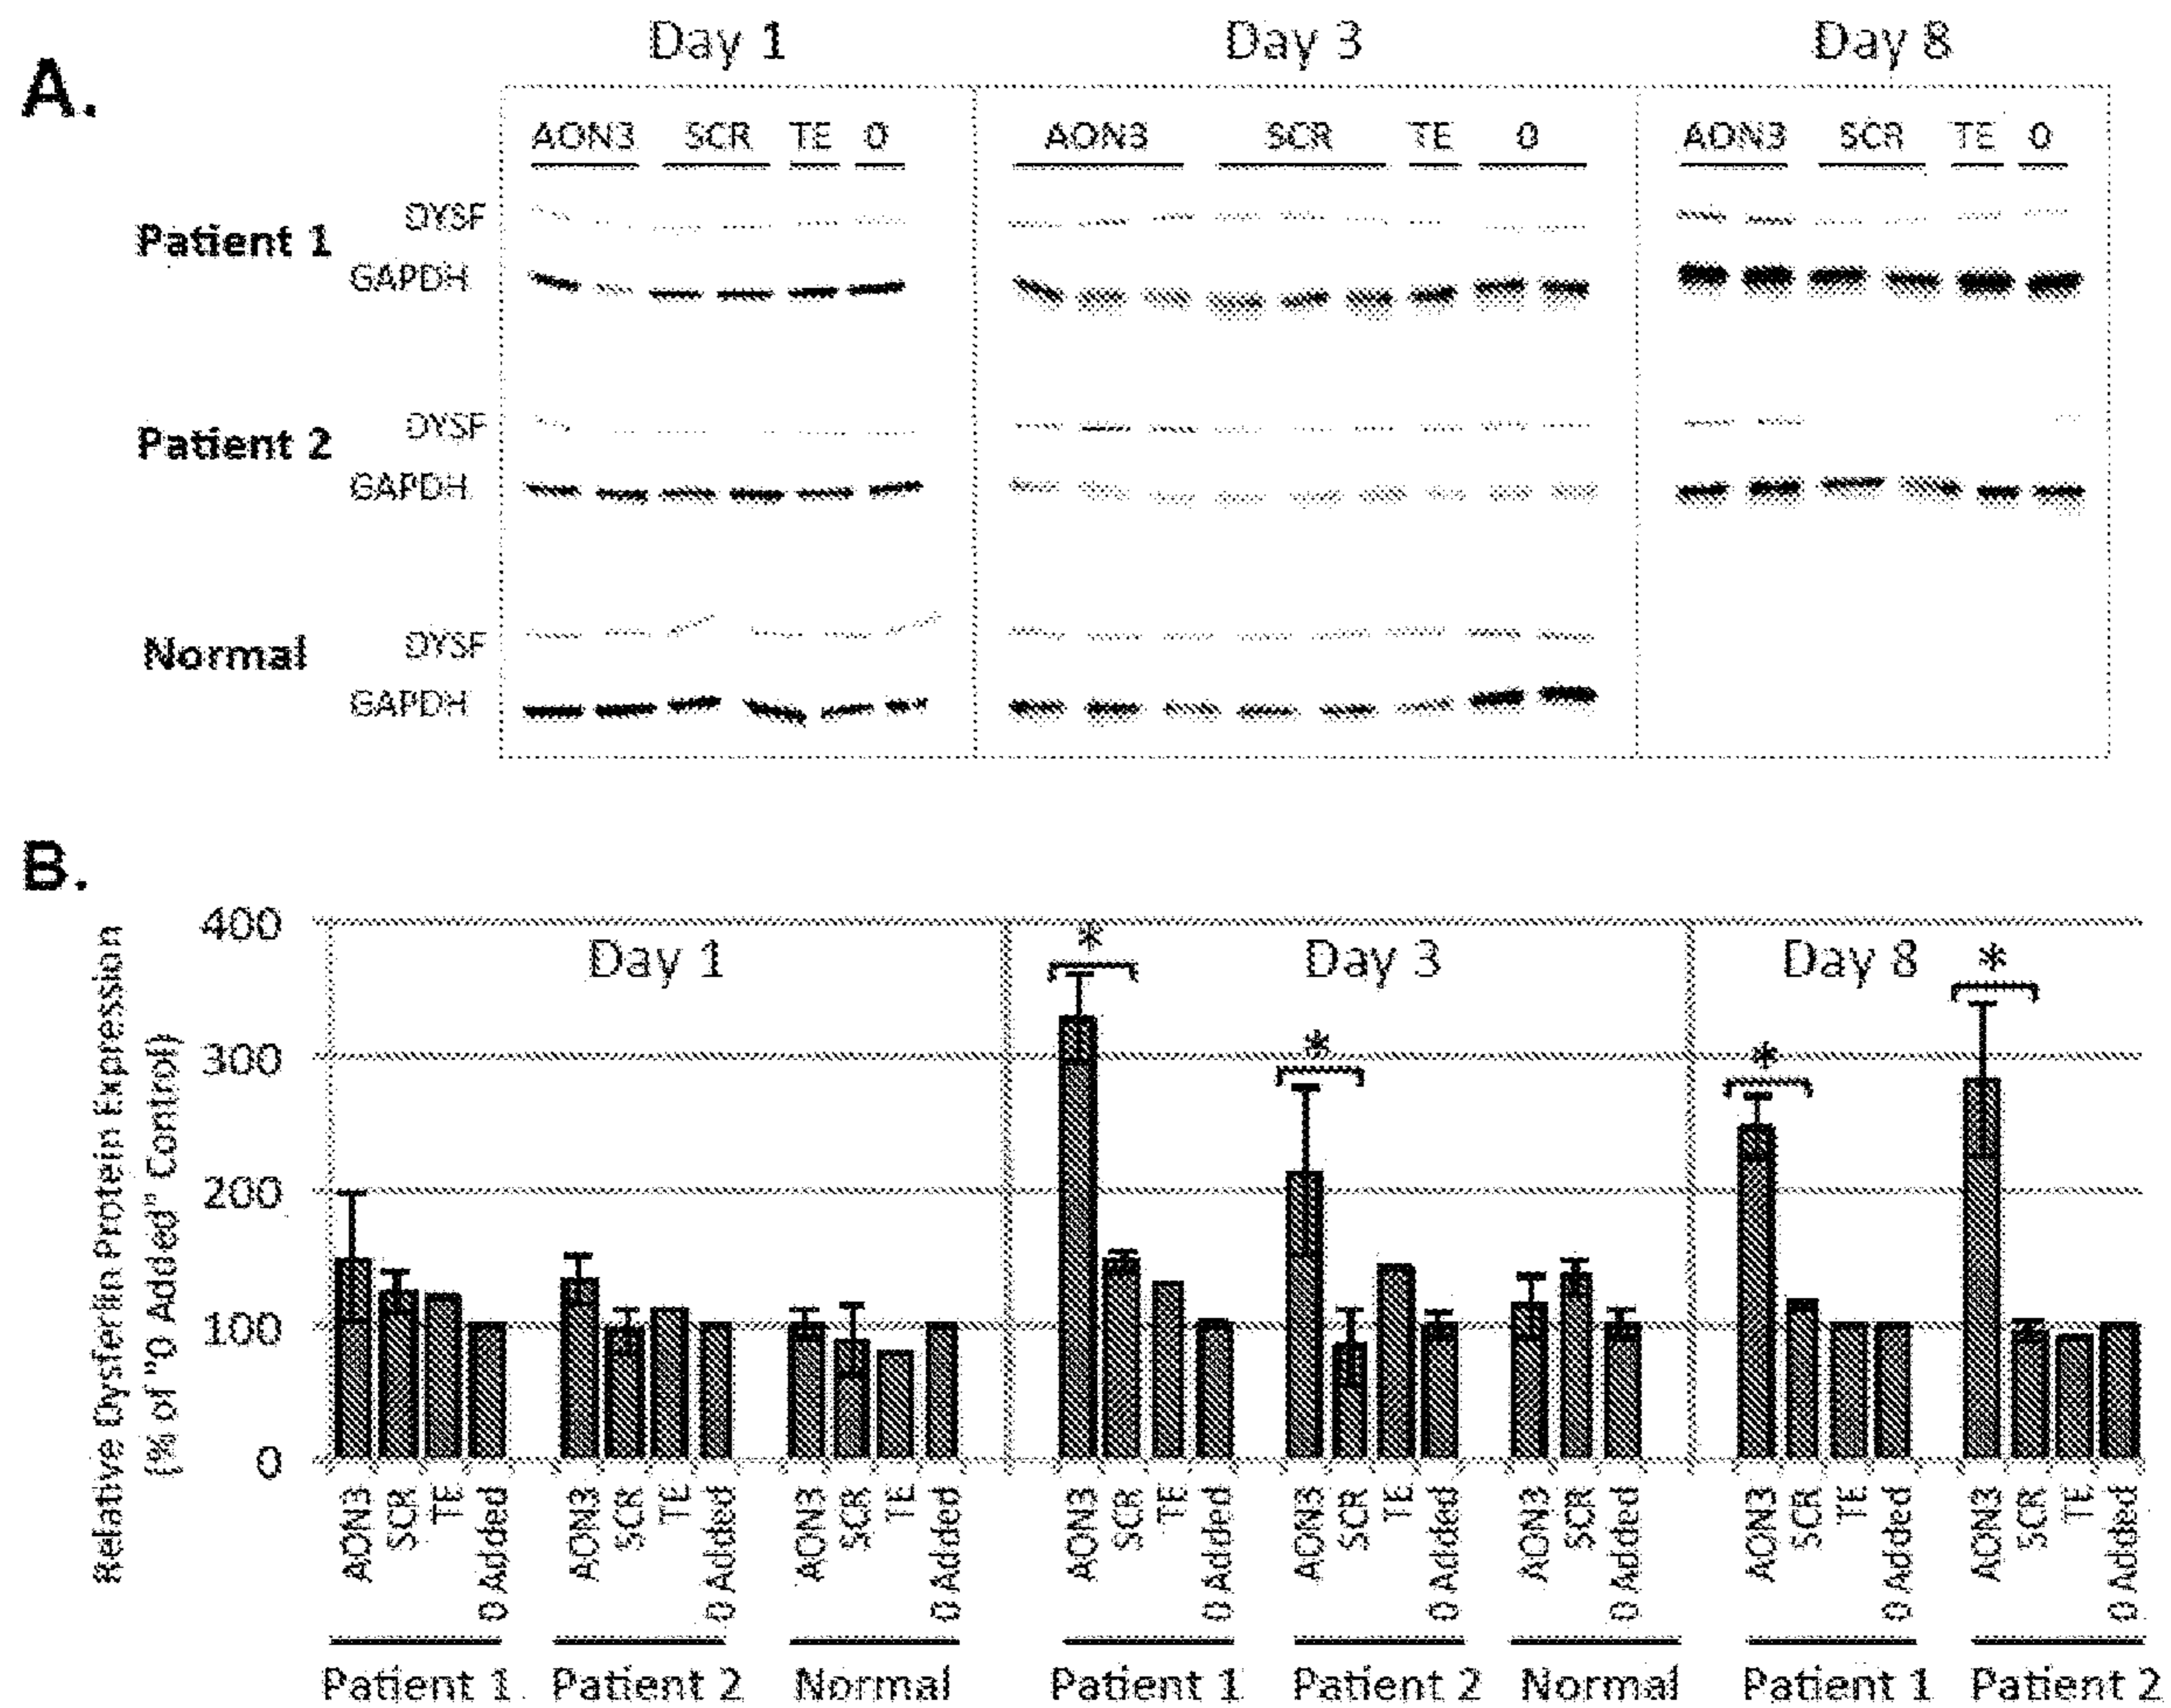 A.
Day 1 Day 3 Day 8
AON3 SCR TE 0 AON3 SCR TE 0 AON3 SCR TE 0
DYSF
Patient 1
GAPDH
DYSF
Patient 2
GAPDH
DYSF
Normal
GAPDH
B.
Relative Dysferlin Protein Expression
(% of "0 Added" Control)
400
300
200
100
0
Day 1 Day 3 Day 8
* * * *
AON3 SCR TE 0 Added AON3 SCR TE 0 Added AON3 SCR TE 0 Added AON3 SCR TE 0 Added AON3 SCR TE 0 Added AON3 SCR 0 Added AON3 SCR TE 0 Added AON3 SCR TE 0 Added
Patient 1 Patient 2 Normal Patient 1 Patient 2 Normal Patient 1 Patient 2